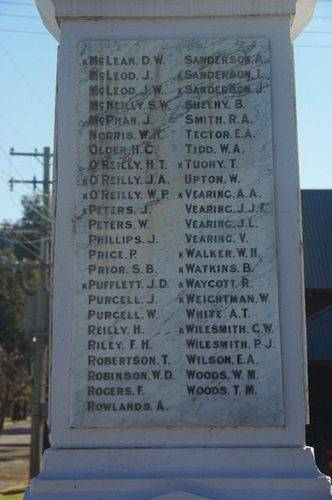 K McLEAN, D.W.
McLEOD, J.
K McLEOD, J.W.
McNEILLY, S.W.
McPHAN, J.
NORRIS, W.H.
OLDER, H.C.
O'REILLY, H.T.
K O'REILLY, J.A.
K O'REILLY, W.P.
K PETERS, J.
PETERS, W.
PHILLIPS, J.
PRICE, P.
PRIOR, S.B.
K PUFFLETT, J.D.
PURCELL, J.
PURCELL, W.
REILLY, H.
RILEY, F.H.
ROBERTSON, T.
ROBINSON, W.D.
ROGERS, F.
ROWLANDS, A.
SANDERSON, A.
K SANDERSON, L.
K SANDERSON, J.
SHEEHY, B.
SMITH, R.A.
TECTOR, E.A.
TIDD, W.A.
K TUOHY, T.
UPTON, W.
K VEARING, A.A.
VEARING, J.J.F.
VEARING, J.L.
VEARING, V.
K WALKER, W.H.
K WATKINS, B.
K WAYCOTT, R.
K WEIGHTMAN, W.
WHITE, A.T.
K WILESMITH, C.W.
WILESMITH, P.J.
WILSON, E.A.
WOODS, W.M.
WOODS, T.M.